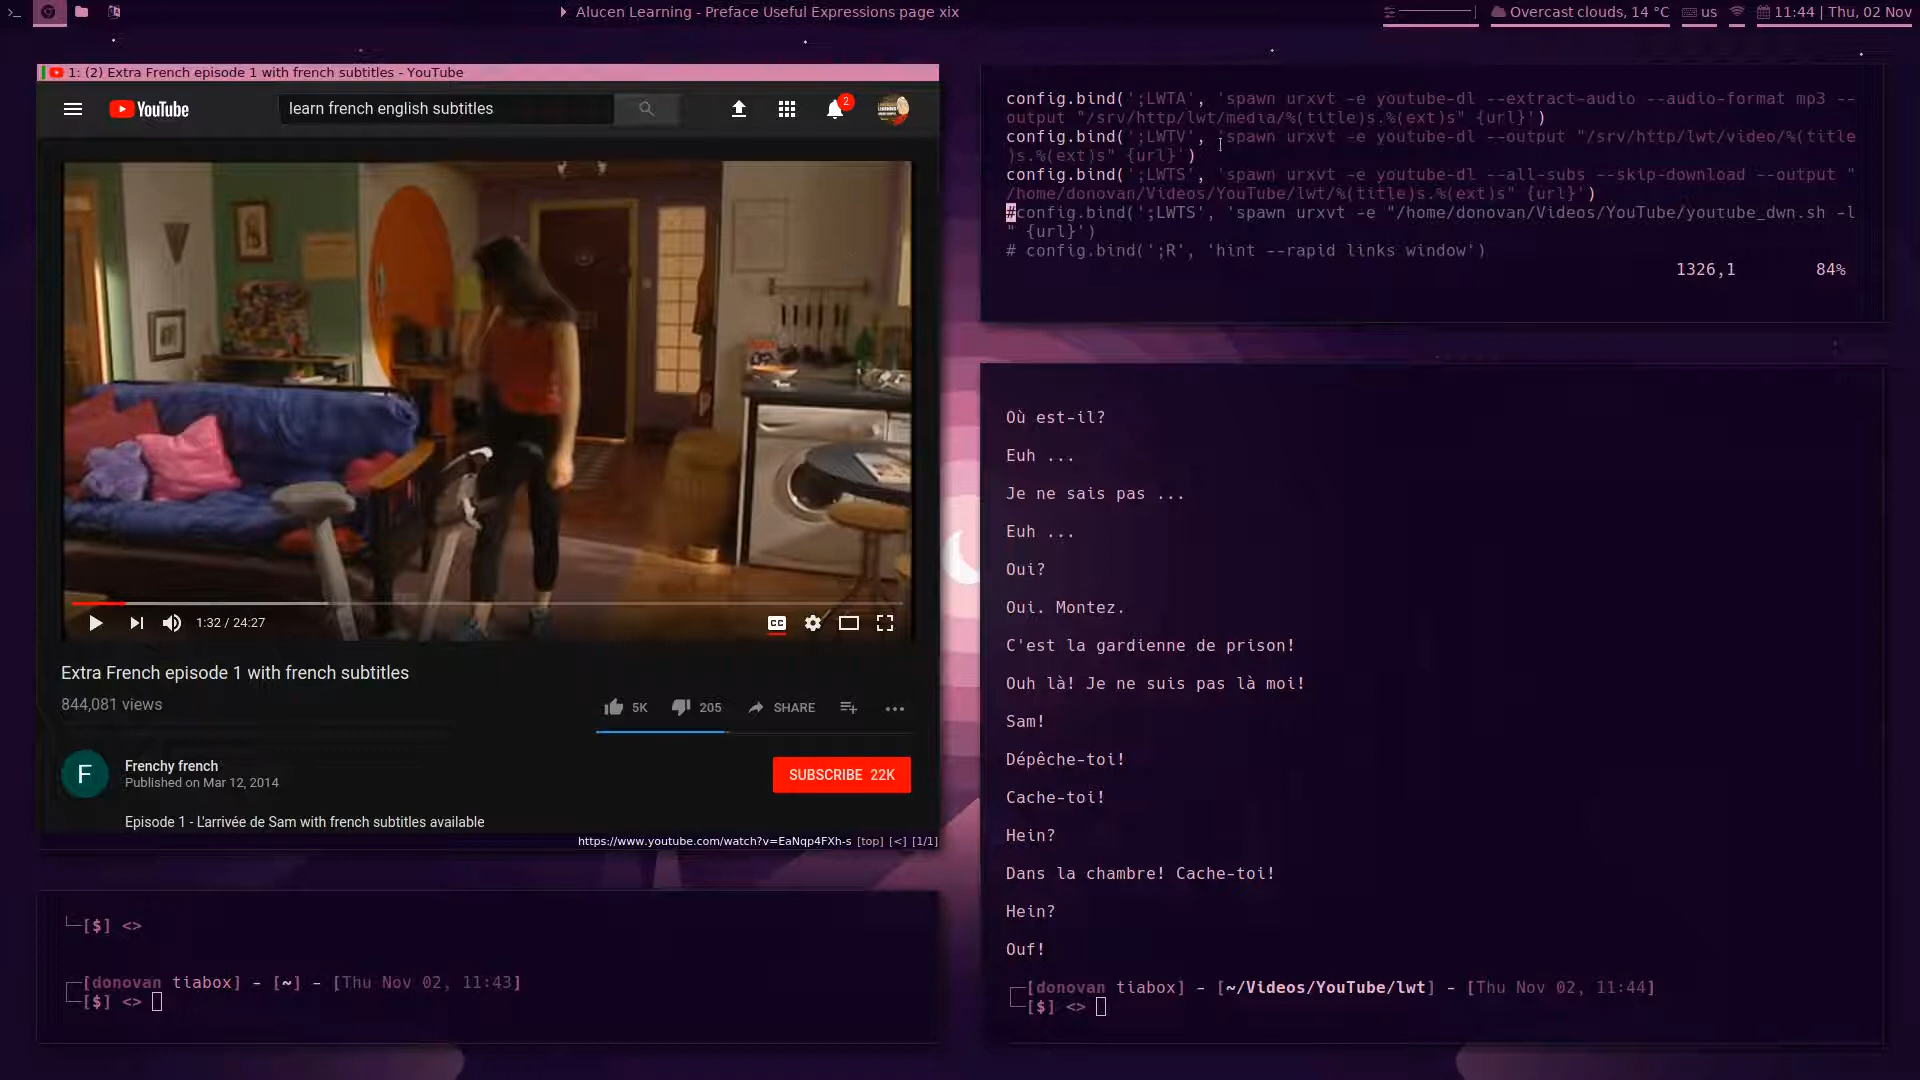 Alucen Learning - Preface Useful Expressions page xix
Overcast clouds, 14 °C
us
11:44 | Thu, 02 Nov
1: (2) Extra French episode 1 with french subtitles - YouTube
YouTube
learn french english subtitles
2
1:32 / 24:27
CC
Extra French episode 1 with french subtitles
844,081 views
5K
205
SHARE
F
Frenchy french
Published on Mar 12, 2014
SUBSCRIBE 22K
Episode 1 - L'arrivée de Sam with french subtitles available
https://www.youtube.com/watch?v=EaNqp4FXh-s [top] [<] [1/1]
└─[$] <>
┌─[donovan tiabox] - [~] - [Thu Nov 02, 11:43]
└─[$] <>
config.bind(';LWTA', 'spawn urxvt -e youtube-dl --extract-audio --audio-format mp3 --
output "/srv/http/lwt/media/%(title)s.%(ext)s" {url}')
config.bind(';LWTV', 'spawn urxvt -e youtube-dl --output "/srv/http/lwt/video/%(title
)s.%(ext)s" {url}')
config.bind(';LWTS', 'spawn urxvt -e youtube-dl --all-subs --skip-download --output "
/home/donovan/Videos/YouTube/lwt/%(title)s.%(ext)s" {url}')
#config.bind(';LWTS', 'spawn urxvt -e "/home/donovan/Videos/YouTube/youtube_dwn.sh -l
" {url}')
# config.bind(';R', 'hint --rapid links window')
1326,1 84%
Où est-il?
Euh ...
Je ne sais pas ...
Euh ...
Oui?
Oui. Montez.
C'est la gardienne de prison!
Ouh là! Je ne suis pas là moi!
Sam!
Dépêche-toi!
Cache-toi!
Hein?
Dans la chambre! Cache-toi!
Hein?
Ouf!
┌─[donovan tiabox] - [~/Videos/YouTube/lwt] - [Thu Nov 02, 11:44]
└─[$] <>